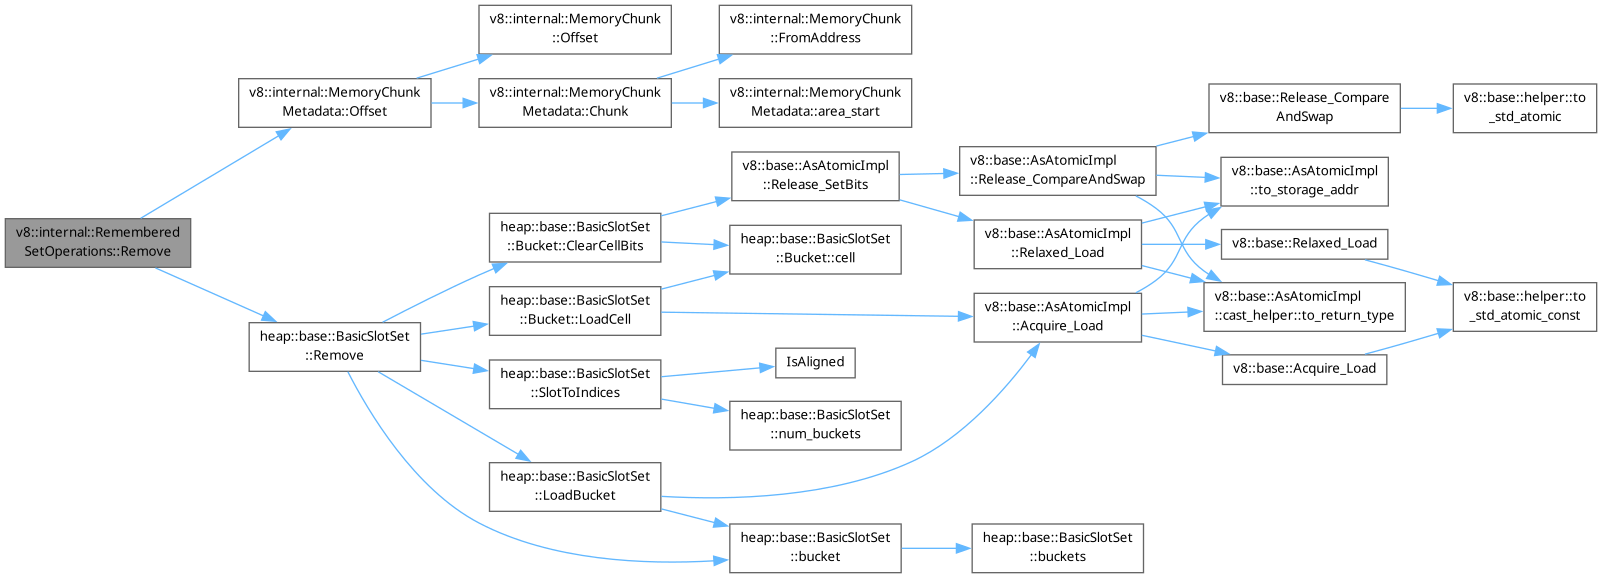 v8::internal::Remembered
SetOperations::Remove
v8::internal::MemoryChunk
Metadata::Offset
v8::internal::MemoryChunk
::Offset
v8::internal::MemoryChunk
Metadata::Chunk
v8::internal::MemoryChunk
::FromAddress
v8::internal::MemoryChunk
Metadata::area_start
heap::base::BasicSlotSet
::Remove
heap::base::BasicSlotSet
::Bucket::ClearCellBits
v8::base::AsAtomicImpl
::Release_SetBits
v8::base::AsAtomicImpl
::Release_CompareAndSwap
v8::base::Release_Compare
AndSwap
v8::base::helper::to
_std_atomic
v8::base::AsAtomicImpl
::to_storage_addr
v8::base::AsAtomicImpl
::Relaxed_Load
v8::base::Relaxed_Load
v8::base::AsAtomicImpl
::cast_helper::to_return_type
v8::base::helper::to
_std_atomic_const
heap::base::BasicSlotSet
::Bucket::cell
heap::base::BasicSlotSet
::Bucket::LoadCell
v8::base::AsAtomicImpl
::Acquire_Load
v8::base::Acquire_Load
heap::base::BasicSlotSet
::SlotToIndices
IsAligned
heap::base::BasicSlotSet
::num_buckets
heap::base::BasicSlotSet
::LoadBucket
heap::base::BasicSlotSet
::bucket
heap::base::BasicSlotSet
::buckets